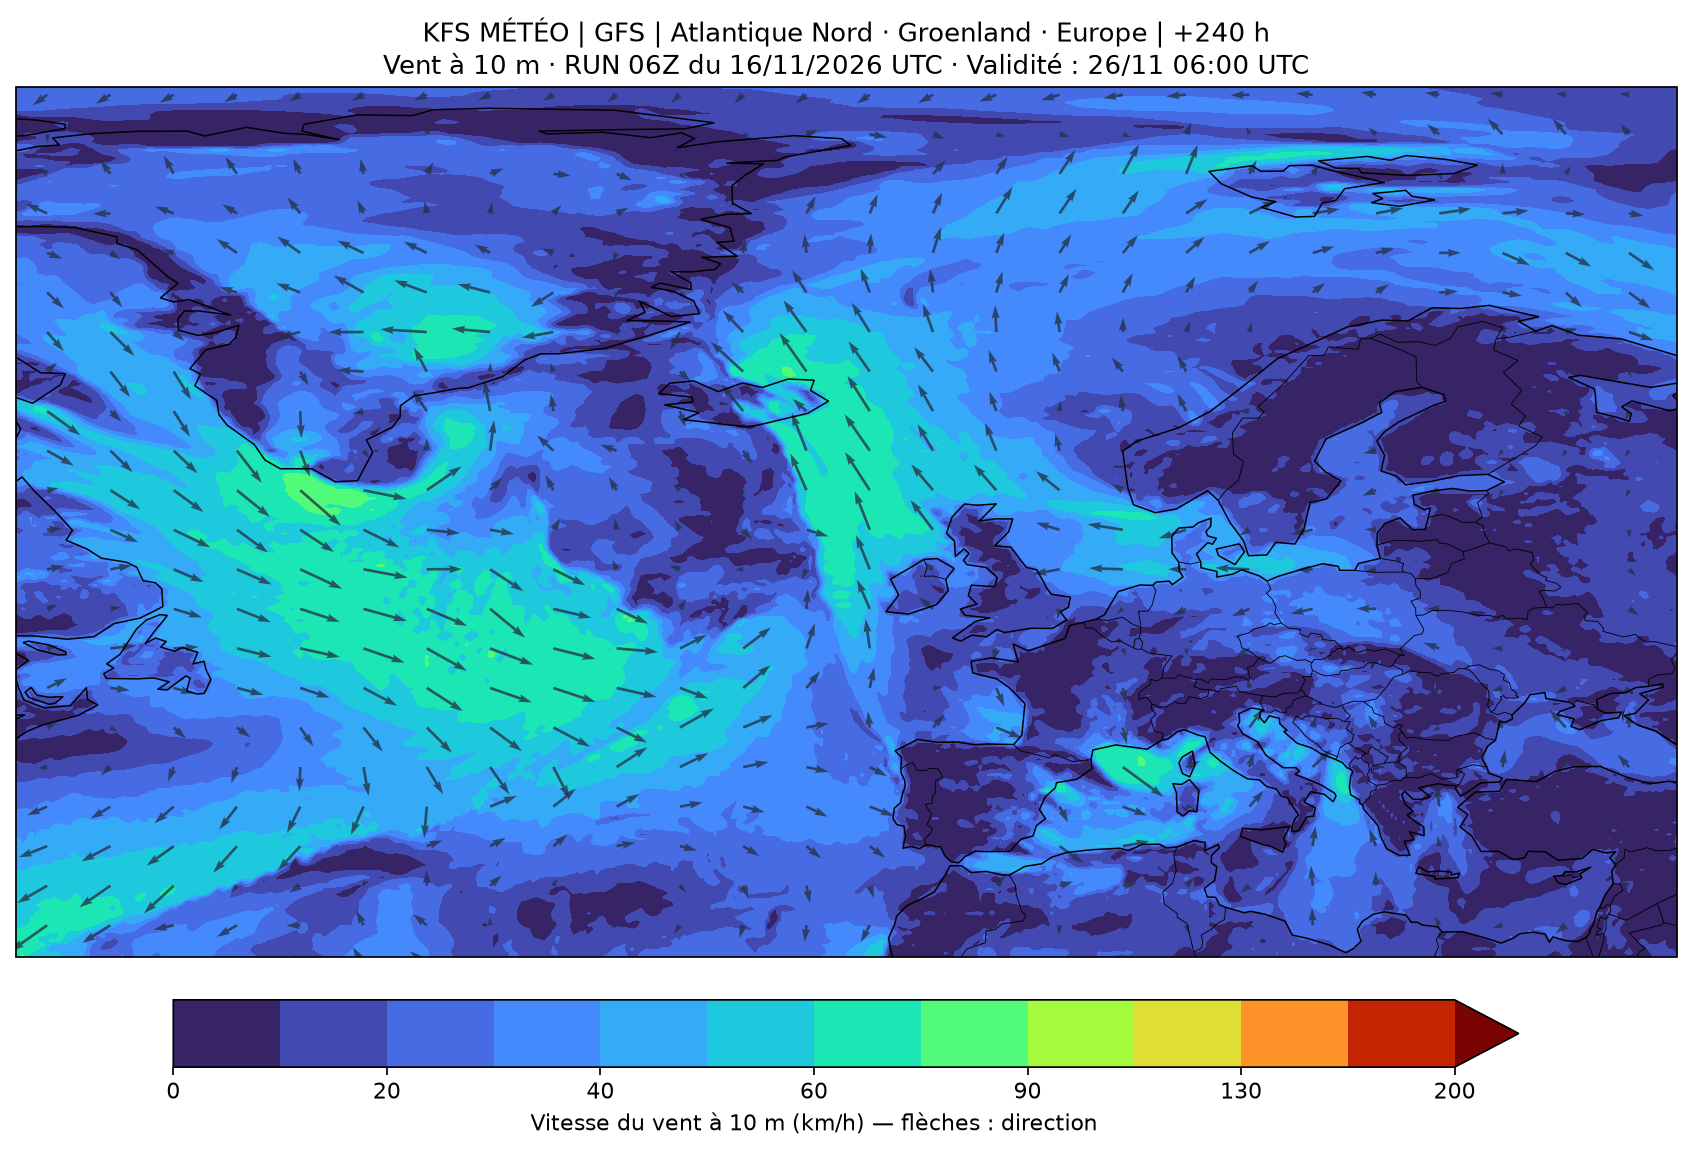 KFS MÉTÉO | GFS | Atlantique Nord · Groenland · Europe | +240 h
Vent à 10 m · RUN 06Z du 16/11/2026 UTC · Validité : 26/11 06:00 UTC
0 20 40 60 90 130 200
Vitesse du vent à 10 m (km/h) — flèches : direction